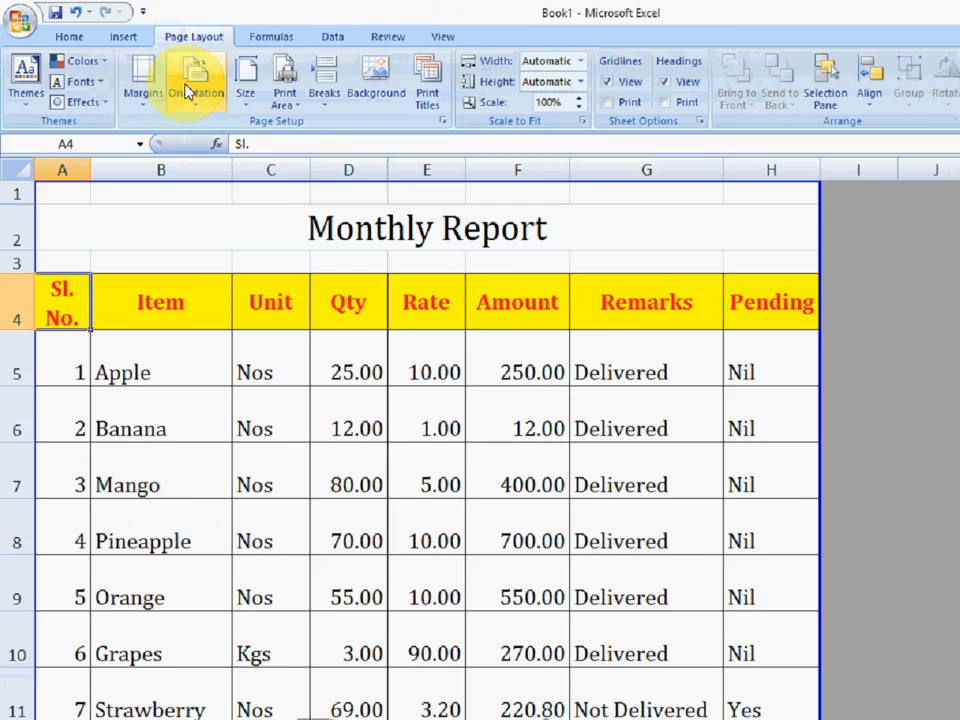 Book1 - Microsoft Excel
Home Insert Page Layout Formulas Data Review View
Themes Colors Fonts Effects
Margins Orientation Size Print Area Breaks Background Print Titles
Width: Automatic
Height: Automatic
Scale: 100%
Gridlines Headings
View View
Print Print
Bring to Front Send to Back Selection Pane Align Group Rotat
Themes Page Setup Scale to Fit Sheet Options Arrange
A4 fx Sl.
A B C D E F G H I J
1
2 Monthly Report
3
4 Sl. No. Item Unit Qty Rate Amount Remarks Pending
5 1 Apple Nos 25.00 10.00 250.00 Delivered Nil
6 2 Banana Nos 12.00 1.00 12.00 Delivered Nil
7 3 Mango Nos 80.00 5.00 400.00 Delivered Nil
8 4 Pineapple Nos 70.00 10.00 700.00 Delivered Nil
9 5 Orange Nos 55.00 10.00 550.00 Delivered Nil
10 6 Grapes Kgs 3.00 90.00 270.00 Delivered Nil
11 7 Strawberry Nos 69.00 3.20 220.80 Not Delivered Yes